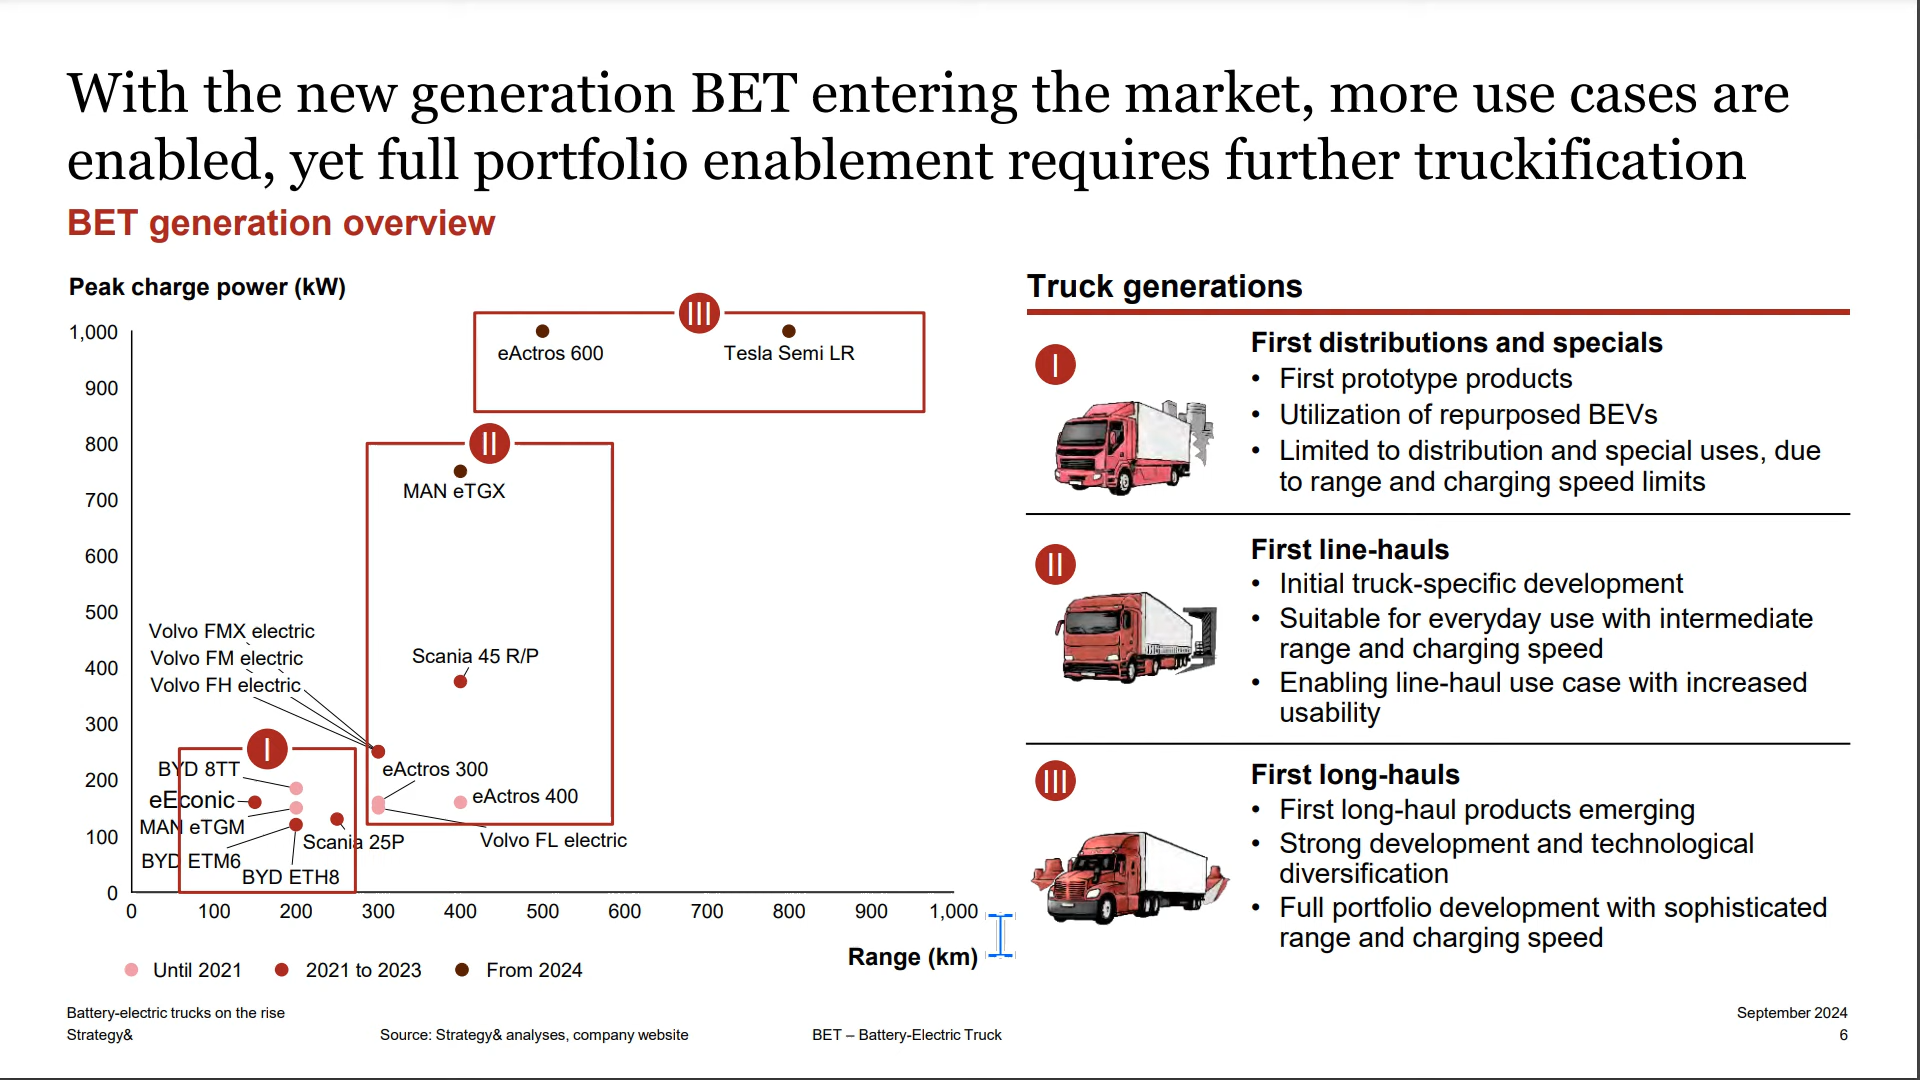 With the new generation BET entering the market, more use cases are
enabled, yet full portfolio enablement requires further truckification
BET generation overview
Peak charge power (kW)
1,000
900
800
700
600
500
400
300
200
100
0
0 100 200 300 400 500 600 700 800 900 1,000
Range (km)
III
eActros 600
Tesla Semi LR
II
MAN eTGX
Scania 45 R/P
Volvo FMX electric
Volvo FM electric
Volvo FH electric
I
BYD 8TT
eEconic
MAN eTGM
BYD ETM6
BYD ETH8
Scania 25P
eActros 300
eActros 400
Volvo FL electric
Until 2021
2021 to 2023
From 2024
Truck generations
I
First distributions and specials
• First prototype products
• Utilization of repurposed BEVs
• Limited to distribution and special uses, due
to range and charging speed limits
II
First line-hauls
• Initial truck-specific development
• Suitable for everyday use with intermediate
range and charging speed
• Enabling line-haul use case with increased
usability
III
First long-hauls
• First long-haul products emerging
• Strong development and technological
diversification
• Full portfolio development with sophisticated
range and charging speed
Battery-electric trucks on the rise
Strategy&
Source: Strategy& analyses, company website
BET – Battery-Electric Truck
September 2024
6